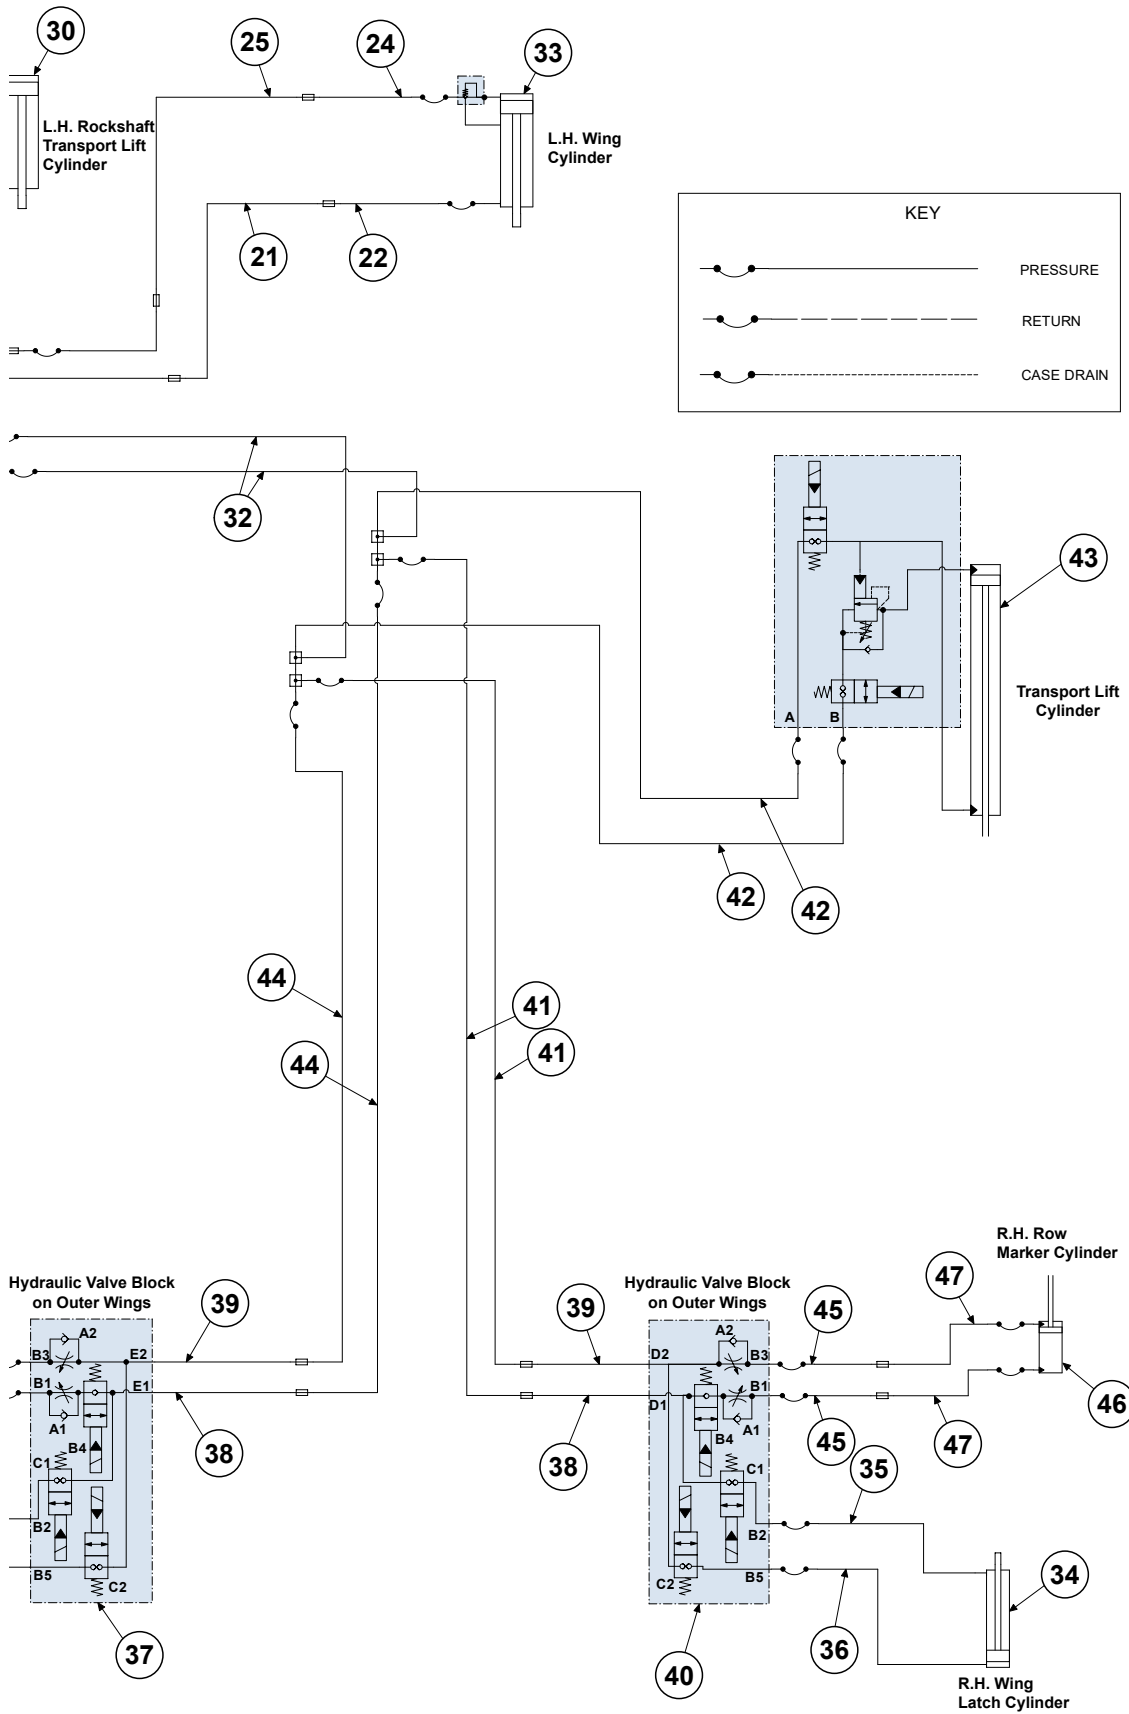 30
25
24
33
L.H. Rockshaft
Transport Lift
Cylinder
L.H. Wing
Cylinder
21
22
KEY
PRESSURE
RETURN
CASE DRAIN
32
43
A
B
Transport Lift
Cylinder
42
42
44
44
41
41
R.H. Row
Marker Cylinder
Hydraulic Valve Block
on Outer Wings
39
A2
B3
E2
B1
E1
A1
B4
38
C1
B2
B5
C2
37
Hydraulic Valve Block
on Outer Wings
39
45
47
A2
D2
B3
B1
D1
A1
B4
38
45
47
46
C1
35
B2
C2
B5
36
34
40
R.H. Wing
Latch Cylinder